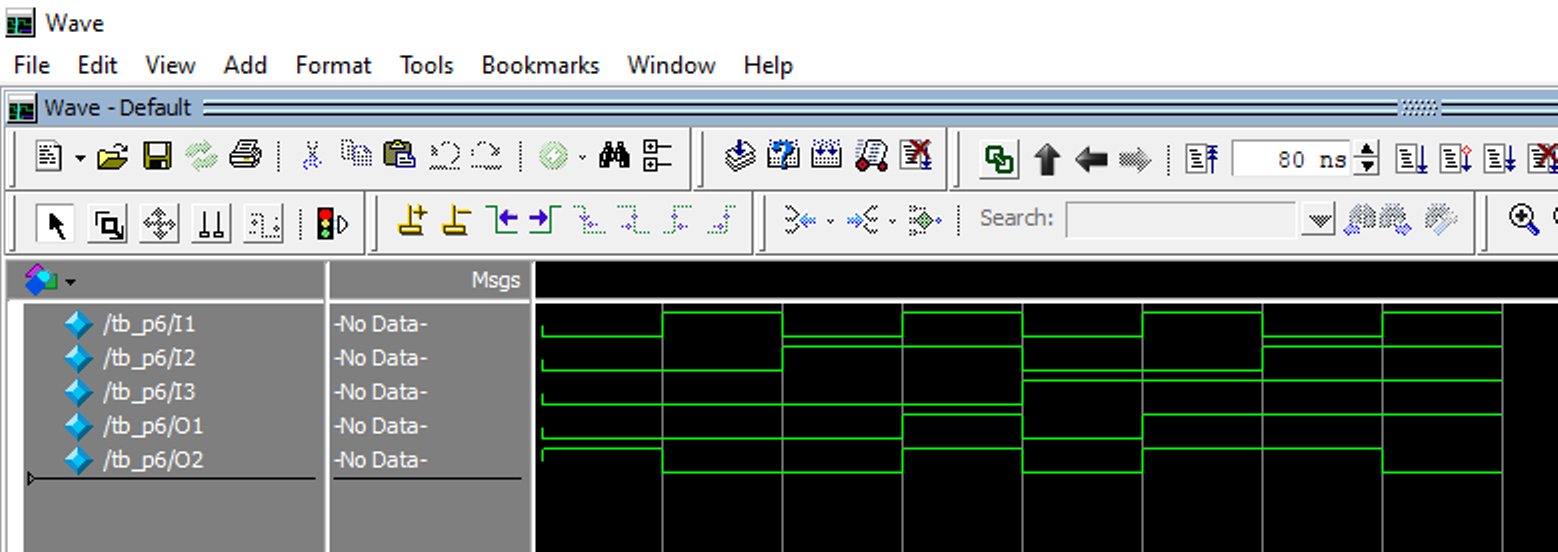 Wave
File Edit View Add Format Tools Bookmarks Window Help
Wave - Default
80 ns
Search:
Msgs
/tb_p6/I1 -No Data-
/tb_p6/I2 -No Data-
/tb_p6/I3 -No Data-
/tb_p6/O1 -No Data-
/tb_p6/O2 -No Data-